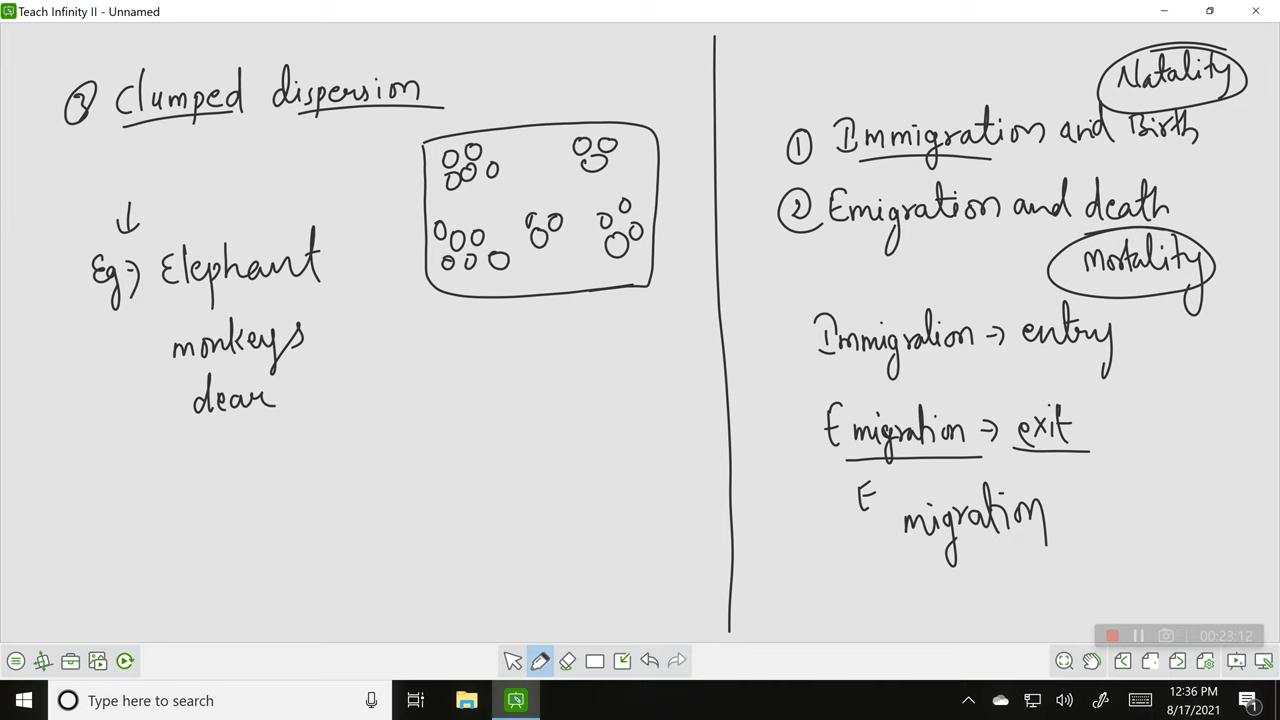 Teach Infinity II - Unnamed
③ Clumped dispersion
Eg => Elephant
monkeys
dear
Natality
① Immigration and Birth
② Emigration and death
Mortality
Immigration → entry
Emigration → exit
E migration
00:23:12
Type here to search
12:36 PM
8/17/2021
1